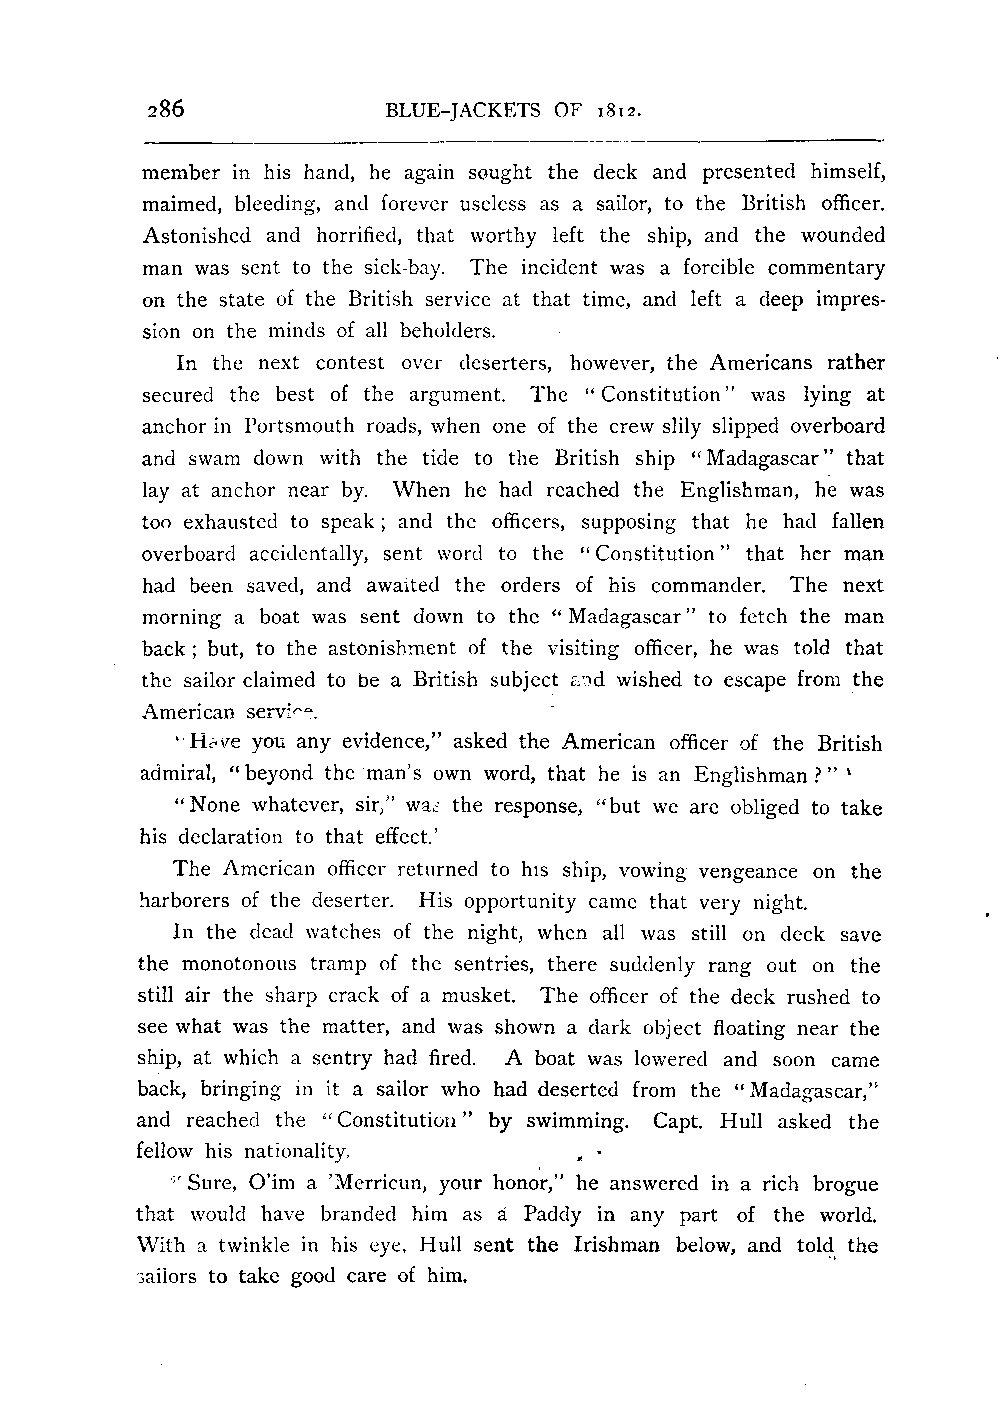 286 BLUE-JACKETS OF 1812.
member in his hand, he again sought the deck and presented himself,
maimed, bleeding, and forever useless as a sailor, to the British officer.
Astonished and horrified, that worthy left the ship, and the wounded
man was sent to the sick-bay. The incident was a forcible commentary
on the state of the British service at that time, and left a deep impres-
sion on the minds of all beholders.
In the next contest over deserters, however, the Americans rather
secured the best of the argument. The "Constitution" was lying at
anchor in Portsmouth roads, when one of the crew slily slipped overboard
and swam down with the tide to the British ship "Madagascar" that
lay at anchor near by. When he had reached the Englishman, he was
too exhausted to speak; and the officers, supposing that he had fallen
overboard accidentally, sent word to the "Constitution" that her man
had been saved, and awaited the orders of his commander. The next
morning a boat was sent down to the "Madagascar" to fetch the man
back; but, to the astonishment of the visiting officer, he was told that
the sailor claimed to be a British subject and wished to escape from the
American service.
"Have you any evidence," asked the American officer of the British
admiral, "beyond the man's own word, that he is an Englishman?"
"None whatever, sir," was the response, "but we are obliged to take
his declaration to that effect.'
The American officer returned to his ship, vowing vengeance on the
harborers of the deserter. His opportunity came that very night.
In the dead watches of the night, when all was still on deck save
the monotonous tramp of the sentries, there suddenly rang out on the
still air the sharp crack of a musket. The officer of the deck rushed to
see what was the matter, and was shown a dark object floating near the
ship, at which a sentry had fired. A boat was lowered and soon came
back, bringing in it a sailor who had deserted from the "Madagascar,"
and reached the "Constitution" by swimming. Capt. Hull asked the
fellow his nationality.
"Sure, O'im a 'Merricun, your honor," he answered in a rich brogue
that would have branded him as a Paddy in any part of the world.
With a twinkle in his eye, Hull sent the Irishman below, and told the
sailors to take good care of him.